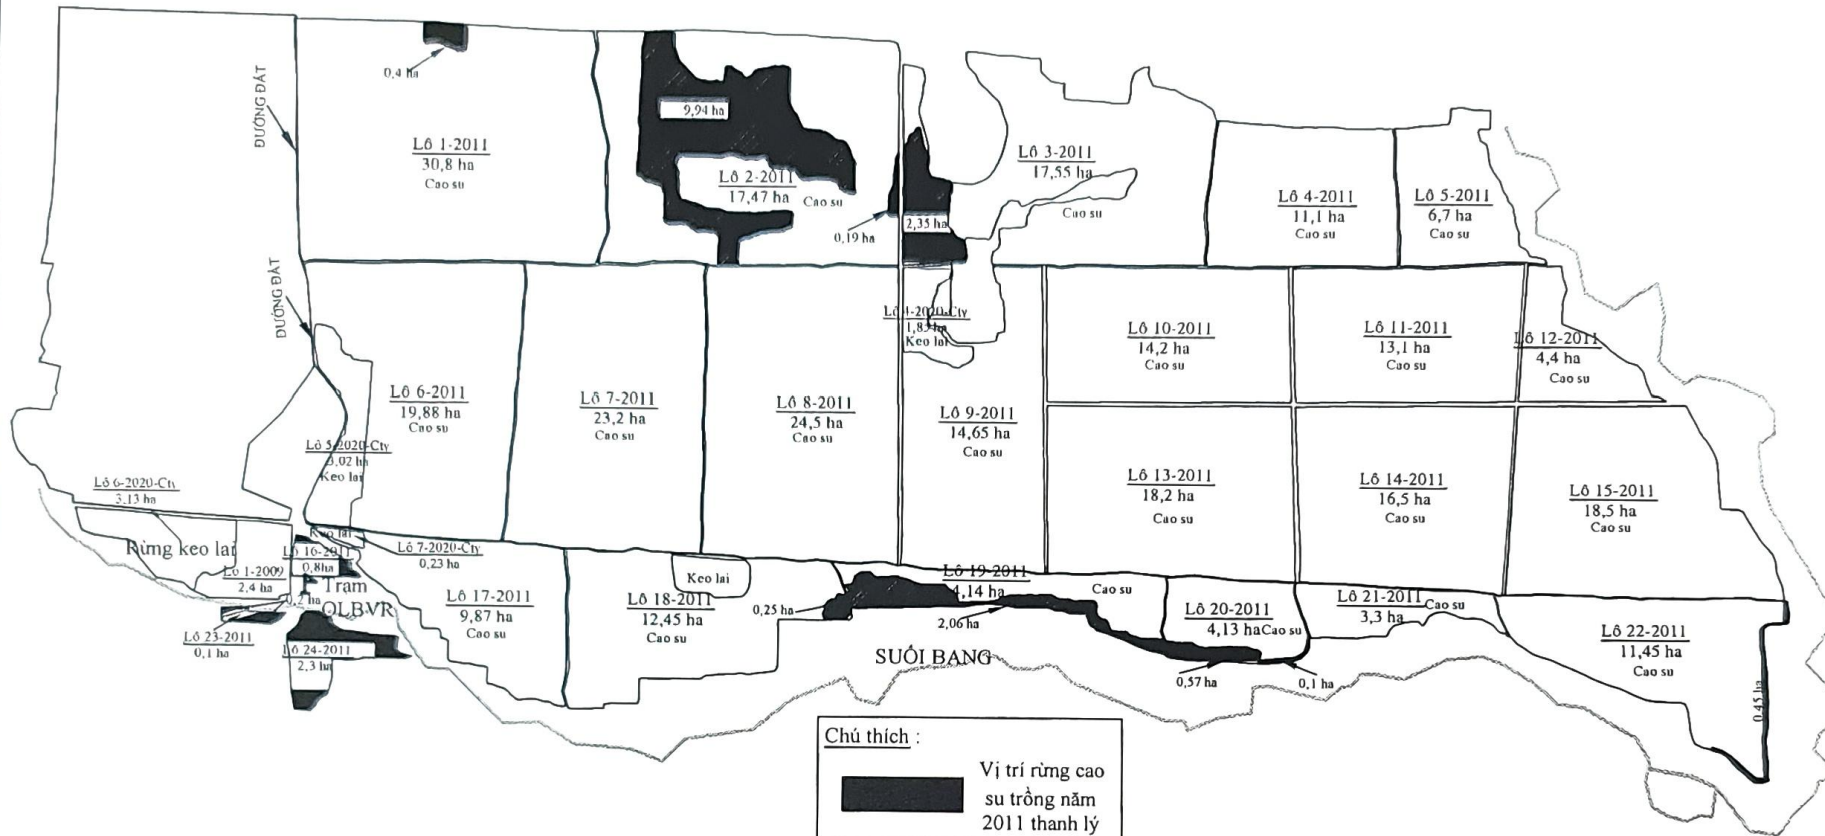 ĐƯỜNG ĐẤT
0,4 ha
9,94 ha
Lô 1-2011
30,8 ha
Cao su
Lô 2-2011
17,47 ha
Cao su
0,19 ha
2,35 ha
Lô 3-2011
17,55 ha
Cao su
Lô 4-2011
11,1 ha
Cao su
Lô 5-2011
6,7 ha
Cao su
ĐƯỜNG ĐẤT
Lô 4-2020-Cty
1,85 ha
Keo lai
Lô 10-2011
14,2 ha
Cao su
Lô 11-2011
13,1 ha
Cao su
Lô 12-2011
4,4 ha
Cao su
Lô 6-2011
19,88 ha
Cao su
Lô 7-2011
23,2 ha
Cao su
Lô 8-2011
24,5 ha
Cao su
Lô 9-2011
14,65 ha
Cao su
Lô 5-2020-Cty
3,02 ha
Keo lai
Lô 13-2011
18,2 ha
Cao su
Lô 14-2011
16,5 ha
Cao su
Lô 15-2011
18,5 ha
Cao su
Lô 6-2020-Cty
3,13 ha
Rừng keo lai
Keo lai
Lô 7-2020-Cty
0,23 ha
Lô 16-2011
0,8ha
Lô 1-2009
2,4 ha
Trạm
QLBVR
0,2 ha
Lô 23-2011
0,1 ha
Lô 24-2011
2,3 ha
Lô 17-2011
9,87 ha
Cao su
Keo lai
Lô 18-2011
12,45 ha
Cao su
0,25 ha
Lô 19-2011
4,14 ha
Cao su
2,06 ha
Lô 20-2011
4,13 ha Cao su
Lô 21-2011
3,3 ha
Cao su
Lô 22-2011
11,45 ha
Cao su
SUỐI BANG
0,57 ha
0,1 ha
0,45 ha
Chú thích :
Vị trí rừng cao
su trồng năm
2011 thanh lý